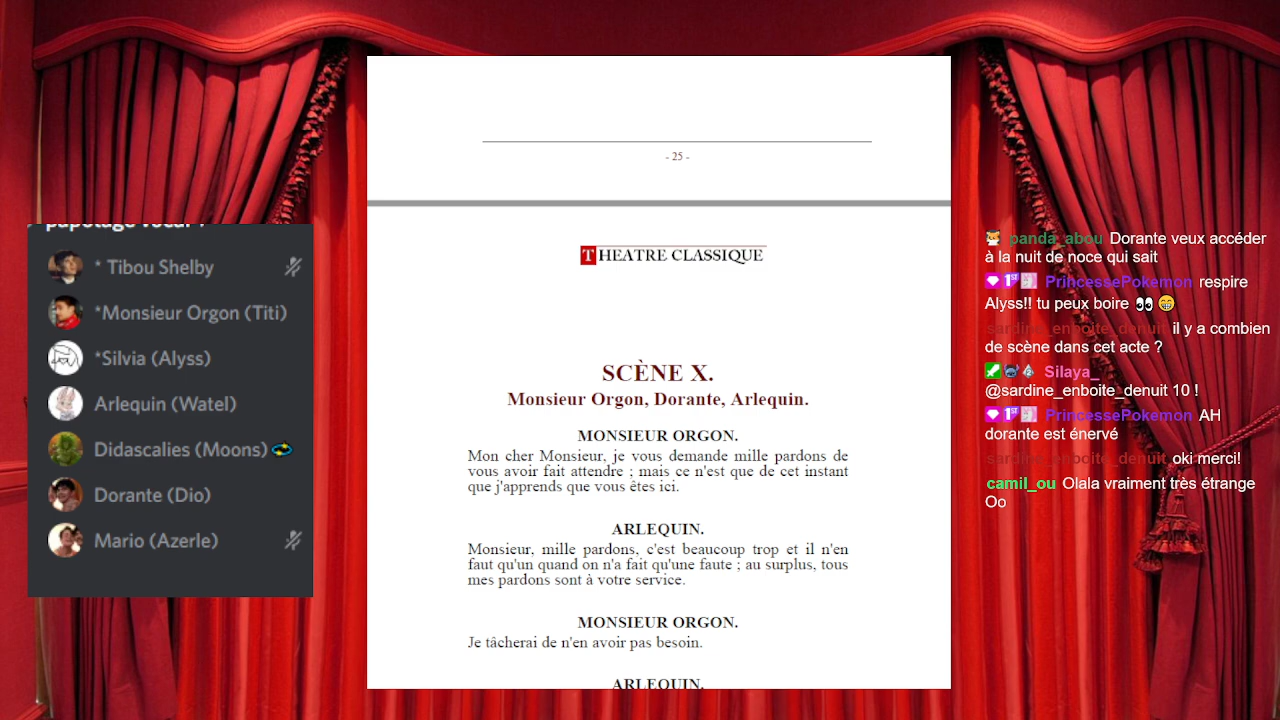 papotage vocal
* Tibou Shelby
*Monsieur Orgon (Titi)
*Silvia (Alyss)
Arlequin (Watel)
Didascalies (Moons)
Dorante (Dio)
Mario (Azerle)
- 25 -
THEATRE CLASSIQUE
SCÈNE X.
Monsieur Orgon, Dorante, Arlequin.
MONSIEUR ORGON.
Mon cher Monsieur, je vous demande mille pardons de
vous avoir fait attendre ; mais ce n'est que de cet instant
que j'apprends que vous êtes ici.
ARLEQUIN.
Monsieur, mille pardons, c'est beaucoup trop et il n'en
faut qu'un quand on n'a fait qu'une faute ; au surplus, tous
mes pardons sont à votre service.
MONSIEUR ORGON.
Je tâcherai de n'en avoir pas besoin.
ARLEQUIN.
panda_abou Dorante veux accéder
à la nuit de noce qui sait
1ST PrincessePokemon respire
Alyss!! tu peux boire 👀 😁
sardine_enboite_denuit il y a combien
de scène dans cet acte ?
Silaya_
@sardine_enboite_denuit 10 !
1ST PrincessePokemon AH
dorante est énervé
sardine_enboite_denuit oki merci!
camil_ou Olala vraiment très étrange
Oo